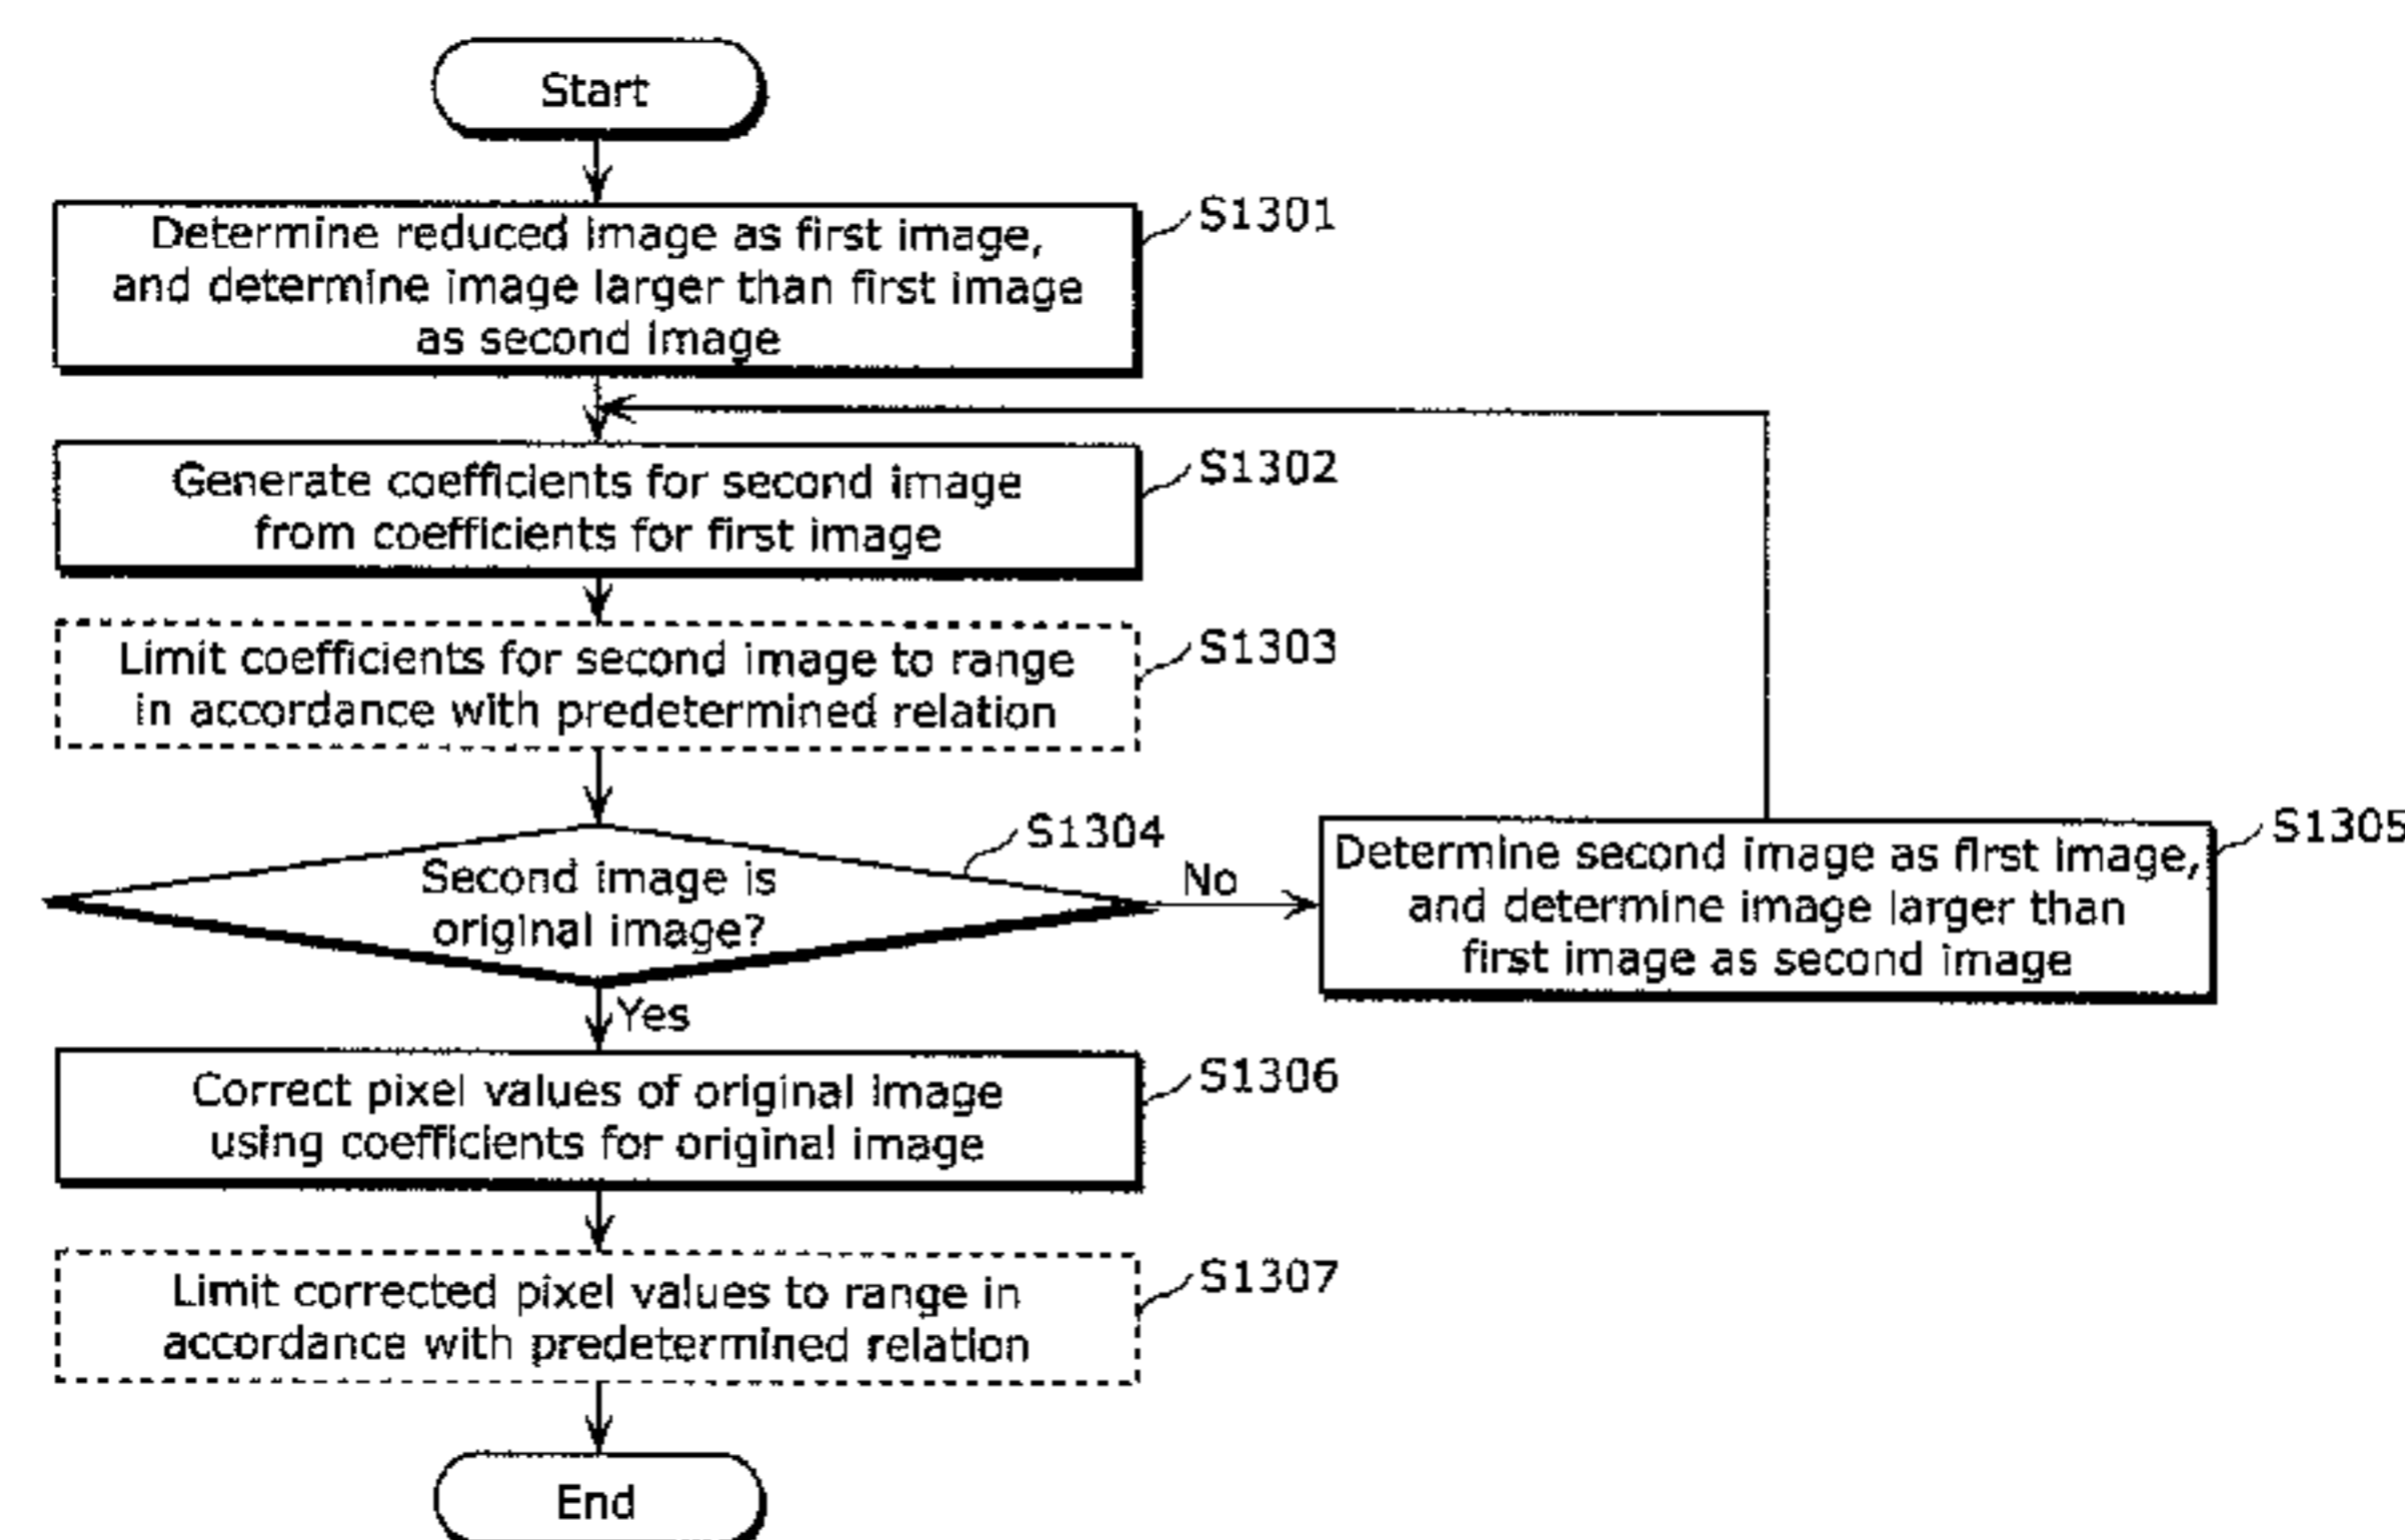 Start
Determine reduced image as first image,
and determine image larger than first image
as second image
S1301
Generate coefficients for second image
from coefficients for first image
S1302
Limit coefficients for second image to range
in accordance with predetermined relation
S1303
Second image is
original image?
S1304
No
Determine second image as first image,
and determine image larger than
first image as second image
S1305
Yes
Correct pixel values of original image
using coefficients for original image
S1306
Limit corrected pixel values to range in
accordance with predetermined relation
S1307
End